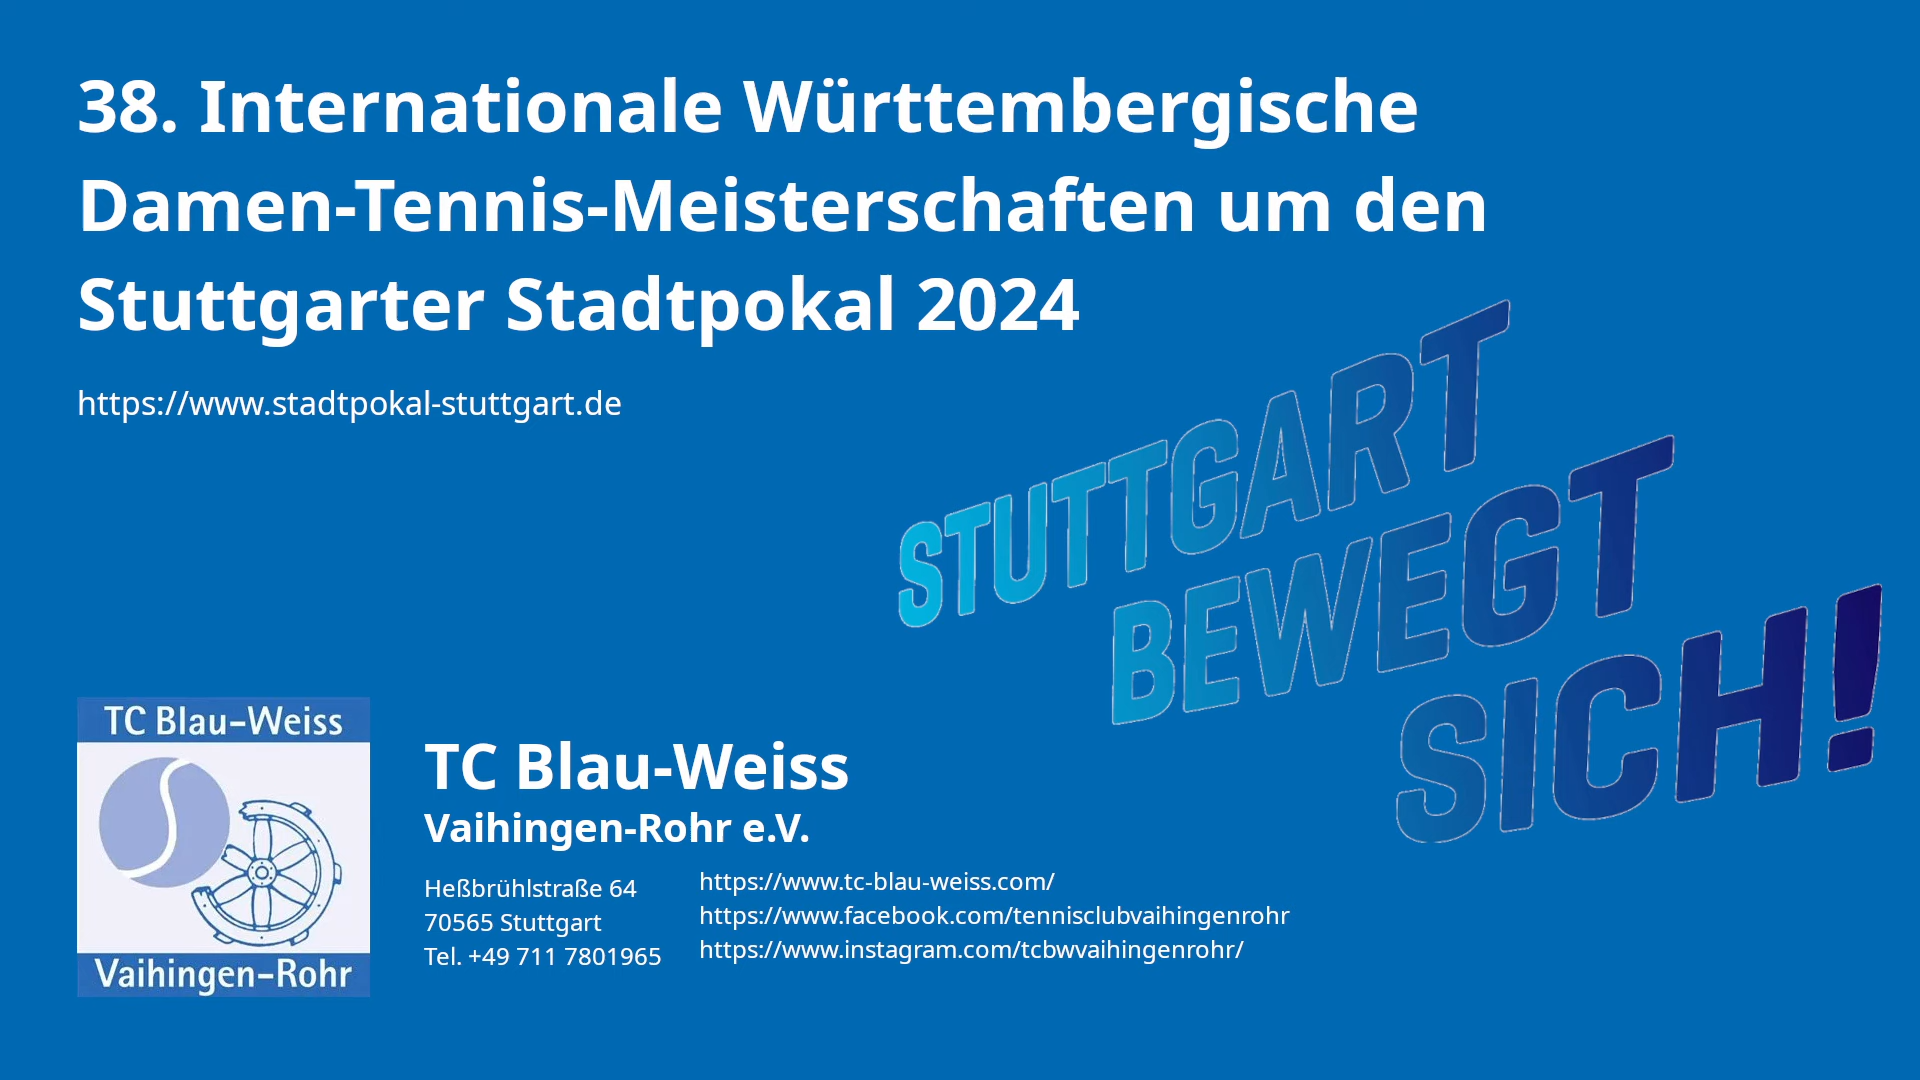 38. Internationale Württembergische
Damen-Tennis-Meisterschaften um den
Stuttgarter Stadtpokal 2024
https://www.stadtpokal-stuttgart.de
STUTTGART
BEWEGT
SICH!
TC Blau-Weiss
Vaihingen-Rohr
TC Blau-Weiss
Vaihingen-Rohr e.V.
Heßbrühlstraße 64
70565 Stuttgart
Tel. +49 711 7801965
https://www.tc-blau-weiss.com/
https://www.facebook.com/tennisclubvaihingenrohr
https://www.instagram.com/tcbwvaihingenrohr/